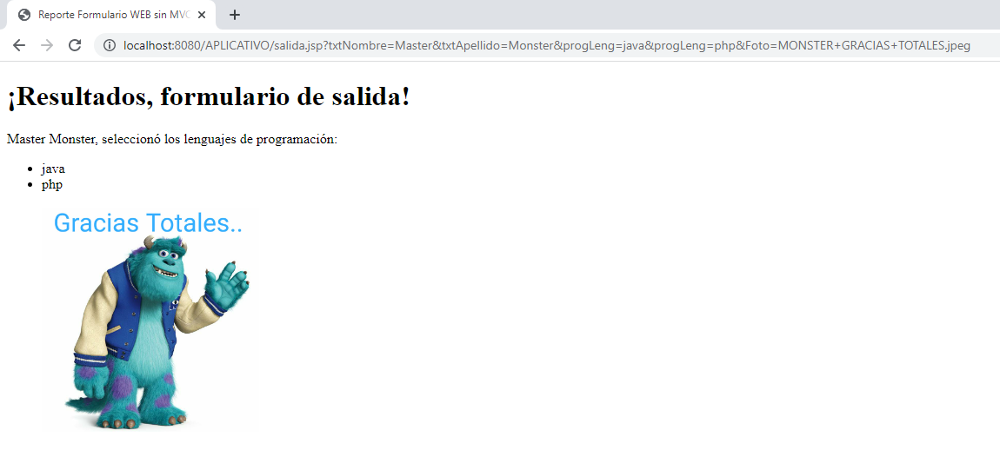 Reporte Formulario WEB sin MVC
localhost:8080/APLICATIVO/salida.jsp?txtNombre=Master&txtApellido=Monster&progLeng=java&progLeng=php&Foto=MONSTER+GRACIAS+TOTALES.jpeg
¡Resultados, formulario de salida!
Master Monster, seleccionó los lenguajes de programación:
java
php
Gracias Totales..